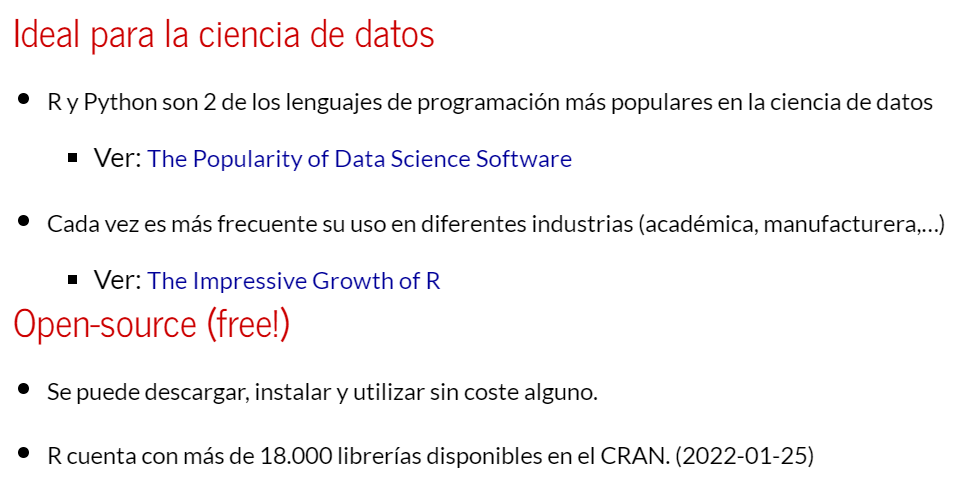 Ideal para la ciencia de datos
R y Python son 2 de los lenguajes de programación más populares en la ciencia de datos
Ver: The Popularity of Data Science Software
Cada vez es más frecuente su uso en diferentes industrias (académica, manufacturera,...)
Ver: The Impressive Growth of R
Open-source (free!)
Se puede descargar, instalar y utilizar sin coste alguno.
R cuenta con más de 18.000 librerías disponibles en el CRAN. (2022-01-25)